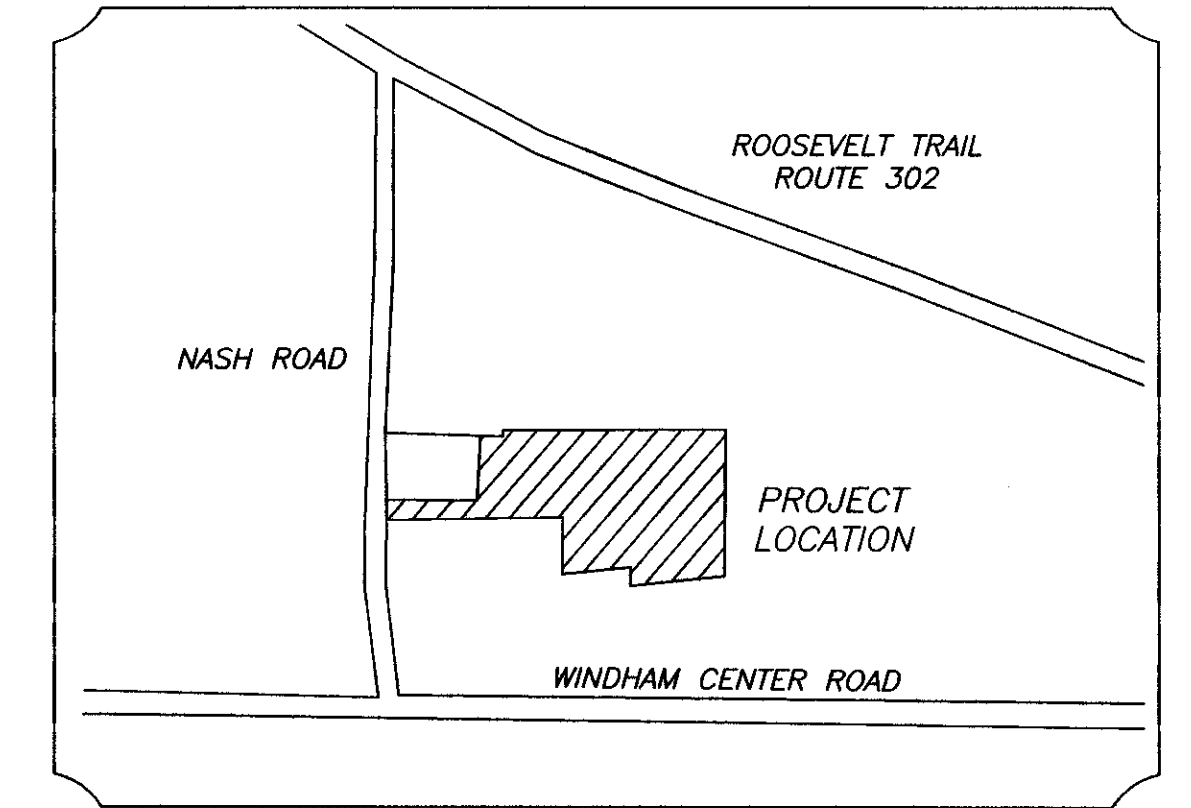 ROOSEVELT TRAIL
ROUTE 302
NASH ROAD
PROJECT
LOCATION
WINDHAM CENTER ROAD